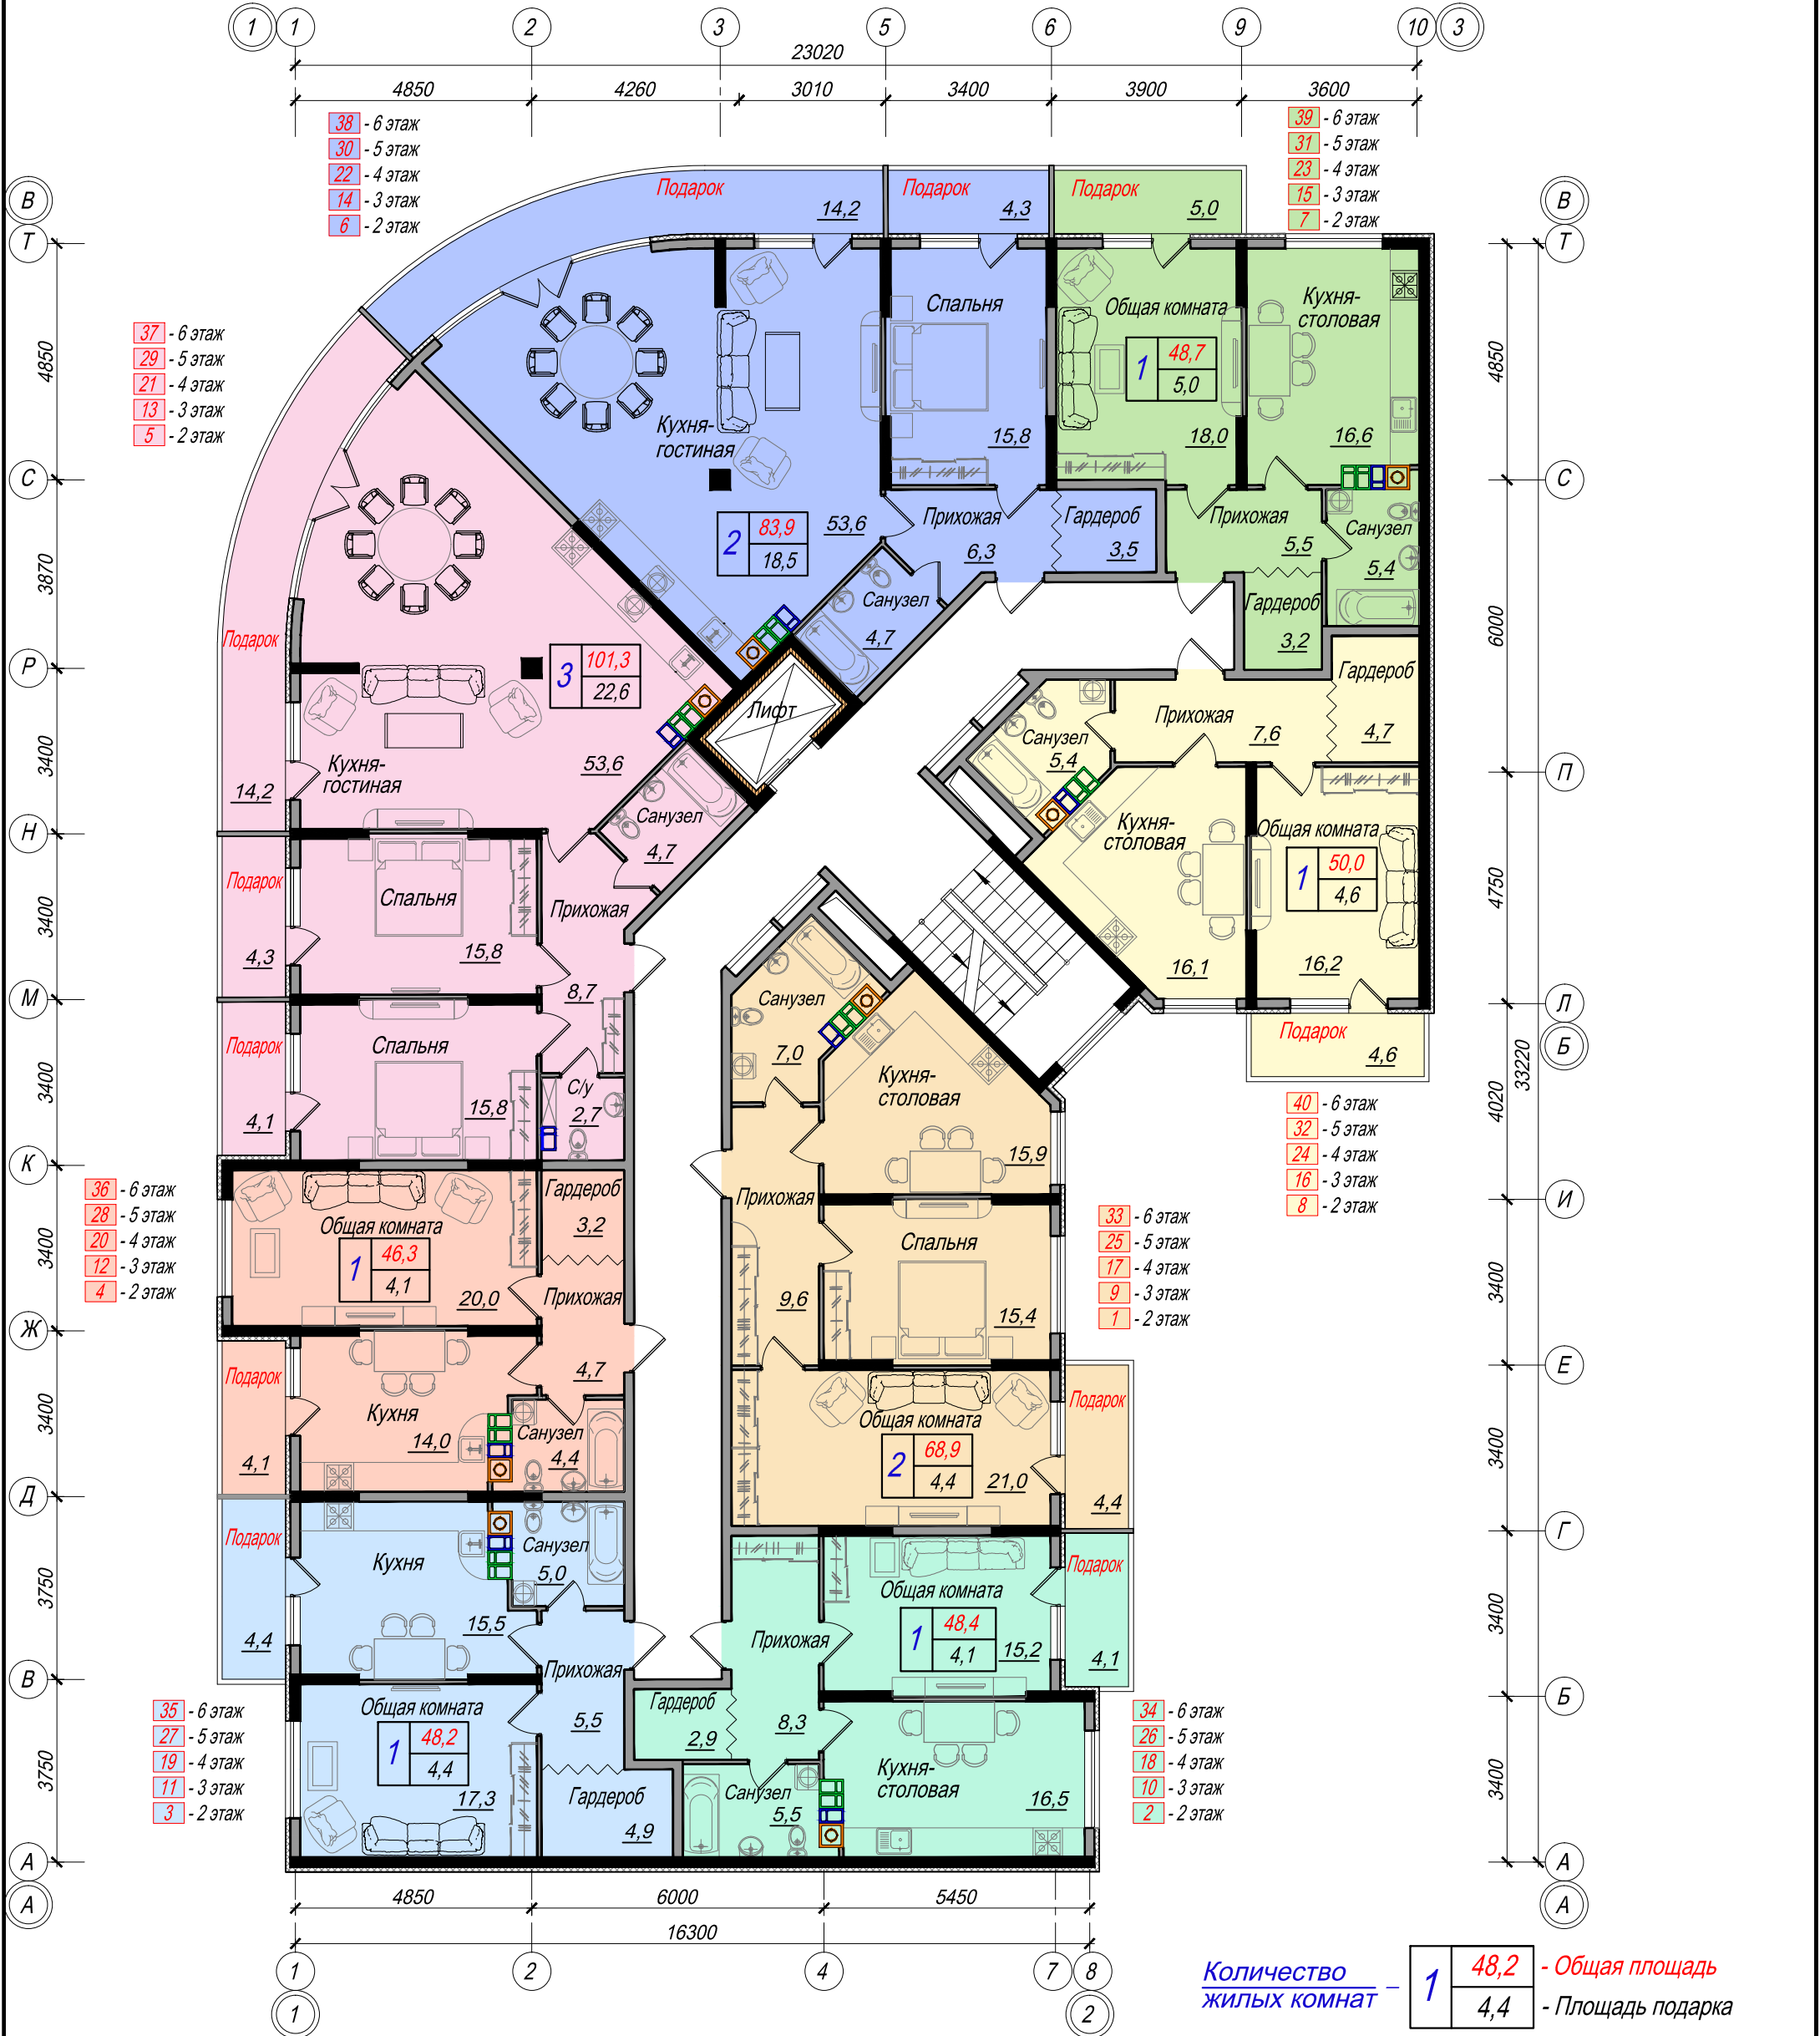 1 1 2 3 5 6 9 10 3
23020
4850 4260 3010 3400 3900 3600
38 - 6 этаж
30 - 5 этаж
22 - 4 этаж
14 - 3 этаж
6 - 2 этаж
39 - 6 этаж
31 - 5 этаж
23 - 4 этаж
15 - 3 этаж
7 - 2 этаж
В
Т
С
Р
Н
М
К
Ж
Д
В
А
А
4850
3870
3400
3400
3400
3400
3400
3750
3750
В
Т
С
П
Л
Б
И
Е
Г
Б
А
А
4850
6000
4750
4020
33220
3400
3400
3400
3400
Подарок
14,2
Подарок
4,3
Кухня-
гостиная
53,6
2 83,9
18,5
Спальня
15,8
Прихожая
6,3
Гардероб
3,5
Санузел
4,7
Подарок
5,0
Общая комната
1 48,7
5,0
18,0
Кухня-
столовая
16,6
Прихожая
5,5
Санузел
5,4
Гардероб
3,2
37 - 6 этаж
29 - 5 этаж
21 - 4 этаж
13 - 3 этаж
5 - 2 этаж
Подарок
14,2
3 101,3
22,6
Кухня-
гостиная
53,6
Лифт
Санузел
4,7
Подарок
4,3
Спальня
15,8
Прихожая
8,7
Подарок
4,1
Спальня
15,8
С/у
2,7
Гардероб
4,7
Прихожая
7,6
Санузел
5,4
Кухня-
столовая
16,1
Общая комната
1 50,0
4,6
16,2
Подарок
4,6
40 - 6 этаж
32 - 5 этаж
24 - 4 этаж
16 - 3 этаж
8 - 2 этаж
Санузел
7,0
Кухня-
столовая
15,9
Прихожая
9,6
Спальня
15,4
Общая комната
2 68,9
4,4
21,0
Подарок
4,4
33 - 6 этаж
25 - 5 этаж
17 - 4 этаж
9 - 3 этаж
1 - 2 этаж
36 - 6 этаж
28 - 5 этаж
20 - 4 этаж
12 - 3 этаж
4 - 2 этаж
Общая комната
1 46,3
4,1
20,0
Гардероб
3,2
Прихожая
4,7
Подарок
4,1
Кухня
14,0
Санузел
4,4
Подарок
4,4
Кухня
15,5
Санузел
5,0
Прихожая
5,5
Общая комната
1 48,2
4,4
17,3
Гардероб
4,9
35 - 6 этаж
27 - 5 этаж
19 - 4 этаж
11 - 3 этаж
3 - 2 этаж
Общая комната
1 48,4
4,1
15,2
Подарок
4,1
Прихожая
8,3
Гардероб
2,9
Санузел
5,5
Кухня-
столовая
16,5
34 - 6 этаж
26 - 5 этаж
18 - 4 этаж
10 - 3 этаж
2 - 2 этаж
4850 6000 5450
16300
1 2 4 7 8
1 2
Количество
жилых комнат
–
1 48,2 - Общая площадь
4,4 - Площадь подарка